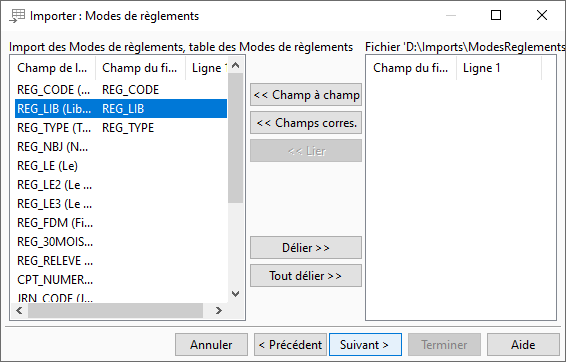 Importer : Modes de règlements
Import des Modes de règlements, table des Modes de règlements
Fichier 'D:\Imports\ModesReglements
Champ de l... Champ du fi... Ligne 1
REG_CODE (... REG_CODE
REG_LIB (Lib... REG_LIB
REG_TYPE (T... REG_TYPE
REG_NBJ (N...
REG_LE (Le)
REG_LE2 (Le ...
REG_LE3 (Le ...
REG_FDM (Fi...
REG_30MOIS...
REG_RELEVE ...
CPT_NUMER...
JRN_CODE (J...
<< Champ à champ
<< Champs corres.
<< Lier
Délier >>
Tout délier >>
Champ du fi... Ligne 1
Annuler
< Précédent
Suivant >
Terminer
Aide